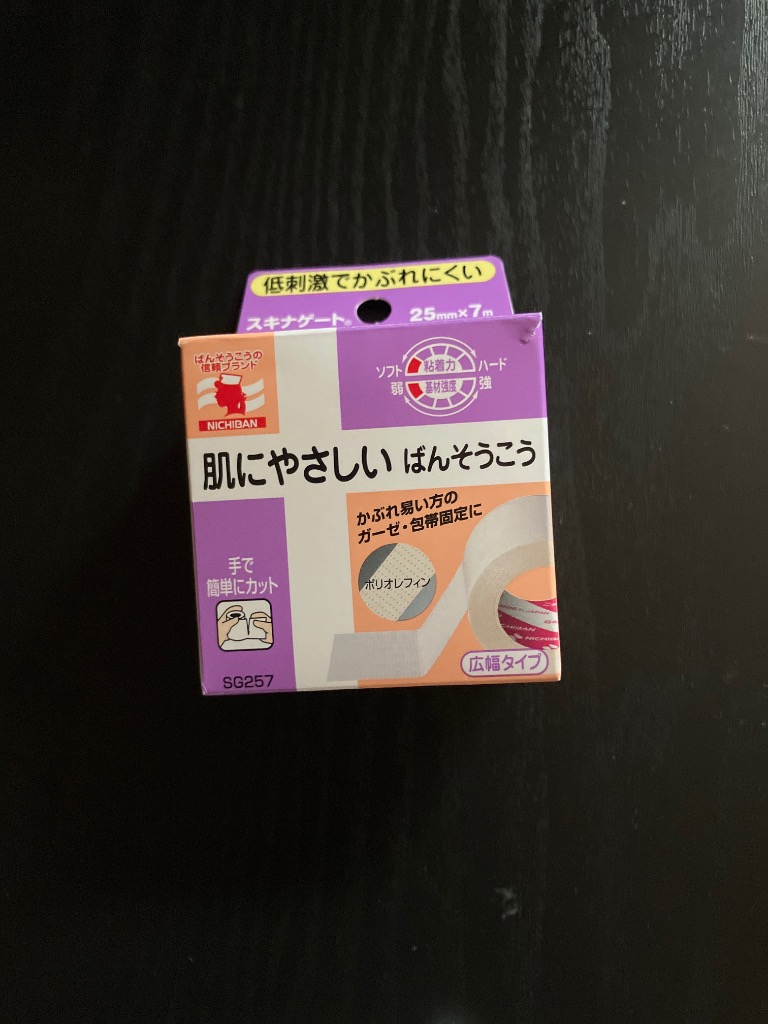 低刺激でかぶれにくい
スキナゲート® 25mm×7m
ばんそうこうの
信頼ブランド
NICHIBAN
ソフト 粘着力 ハード
弱 基材強度 強
肌にやさしい ばんそうこう
かぶれ易い方の
ガーゼ・包帯固定に
ポリオレフィン
手で
簡単にカット
MADE IN JAPAN
NICHIBAN
NICHIBAN
広幅タイプ
SG257